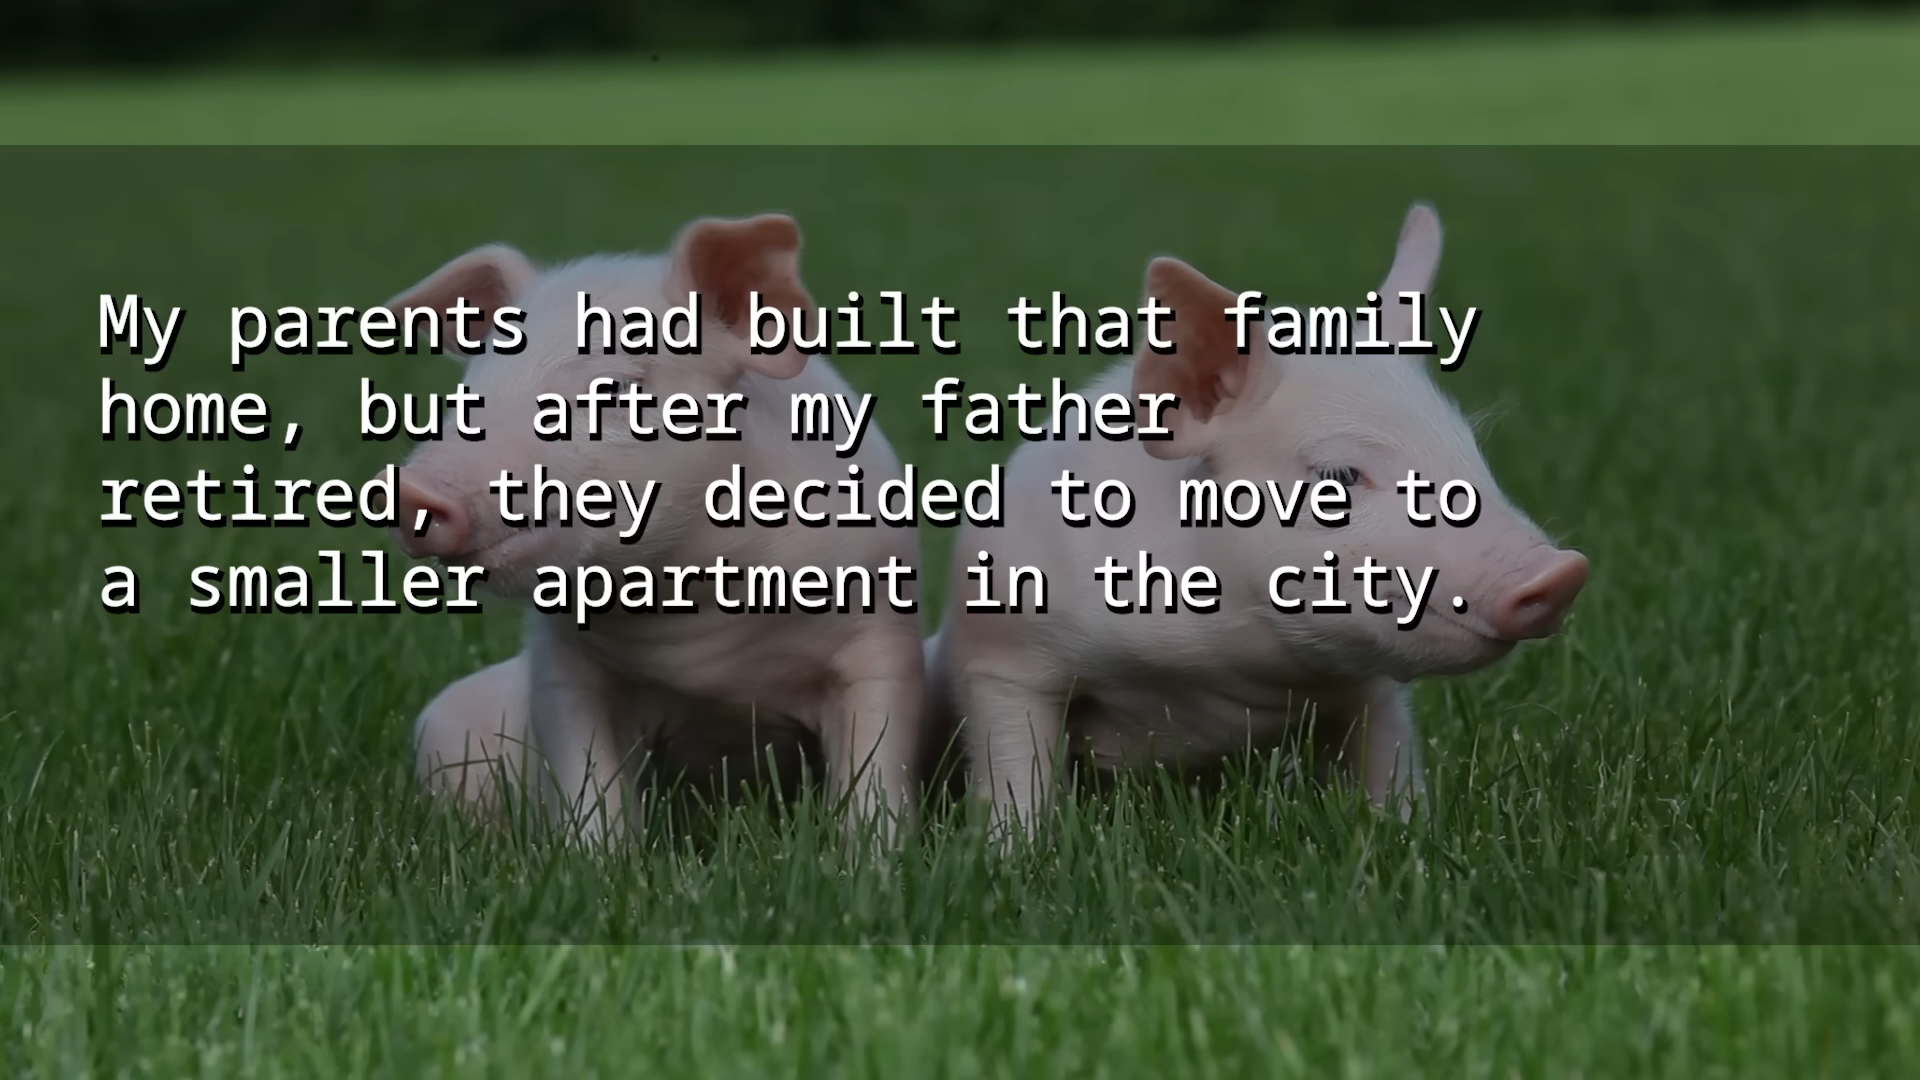 My parents had built that family
home, but after my father
retired, they decided to move to
a smaller apartment in the city.